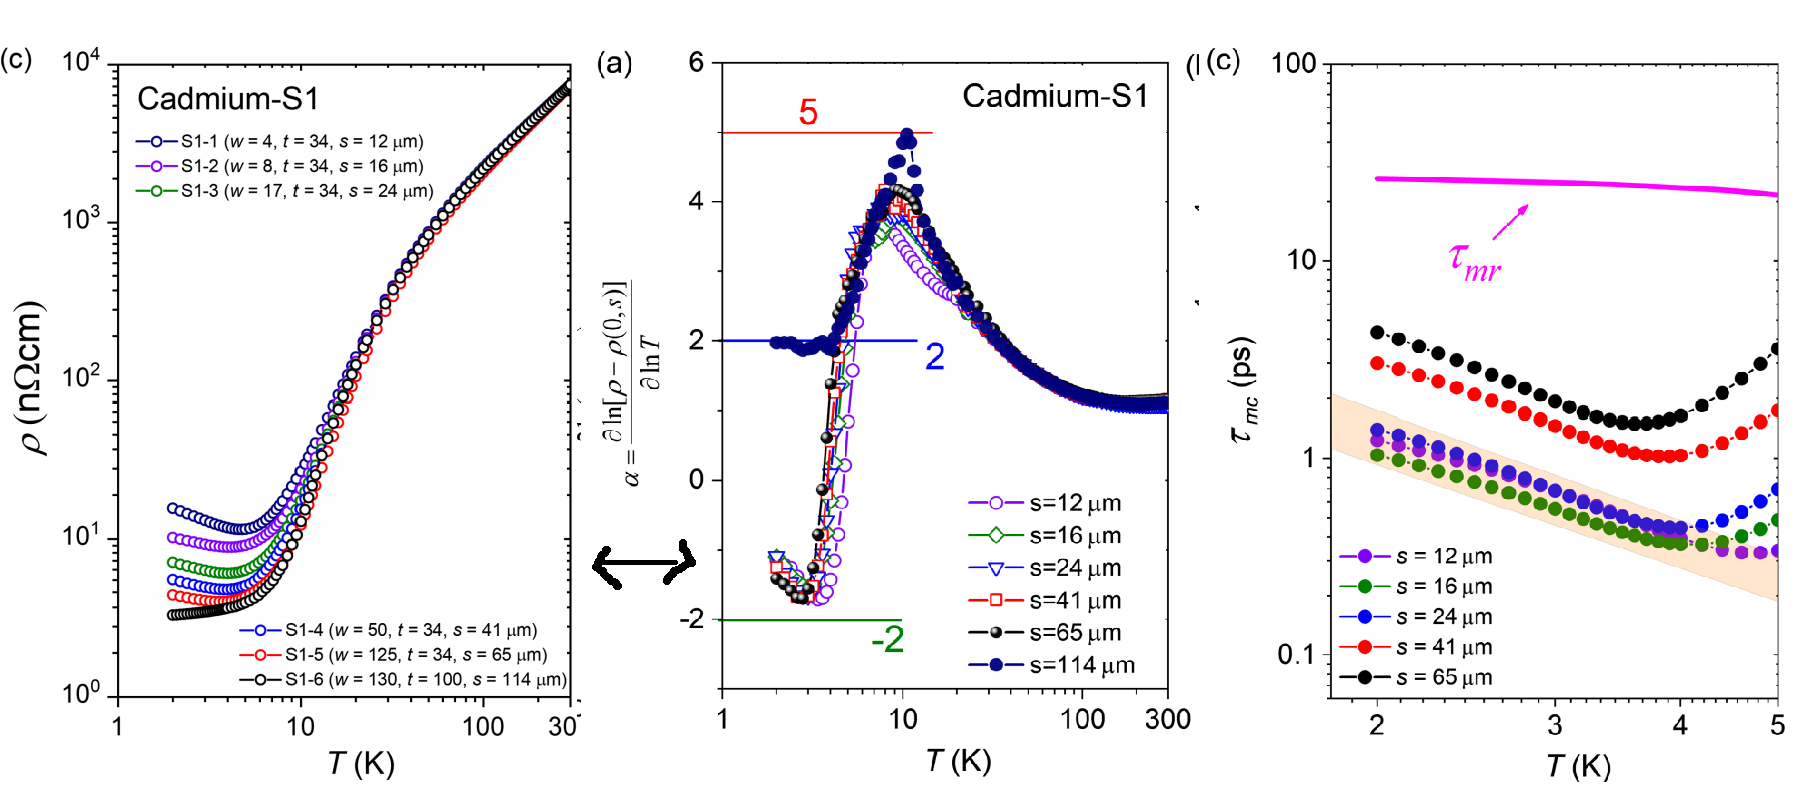 (c)
10⁴
10³
10²
10¹
10⁰
ρ (nΩcm)
Cadmium-S1
S1-1 (w = 4, t = 34, s = 12 μm)
S1-2 (w = 8, t = 34, s = 16 μm)
S1-3 (w = 17, t = 34, s = 24 μm)
S1-4 (w = 50, t = 34, s = 41 μm)
S1-5 (w = 125, t = 34, s = 65 μm)
S1-6 (w = 130, t = 100, s = 114 μm)
1 10 100 30
T (K)
(a)
6
4
2
0
-2
α = ∂ln[ρ − ρ(0,s)] / ∂lnT
Cadmium-S1
5
2
-2
s=12 μm
s=16 μm
s=24 μm
s=41 μm
s=65 μm
s=114 μm
1 10 100 300
T (K)
(c)
100
10
1
0.1
τmc (ps)
τmr
s = 12 μm
s = 16 μm
s = 24 μm
s = 41 μm
s = 65 μm
2 3 4 5
T (K)